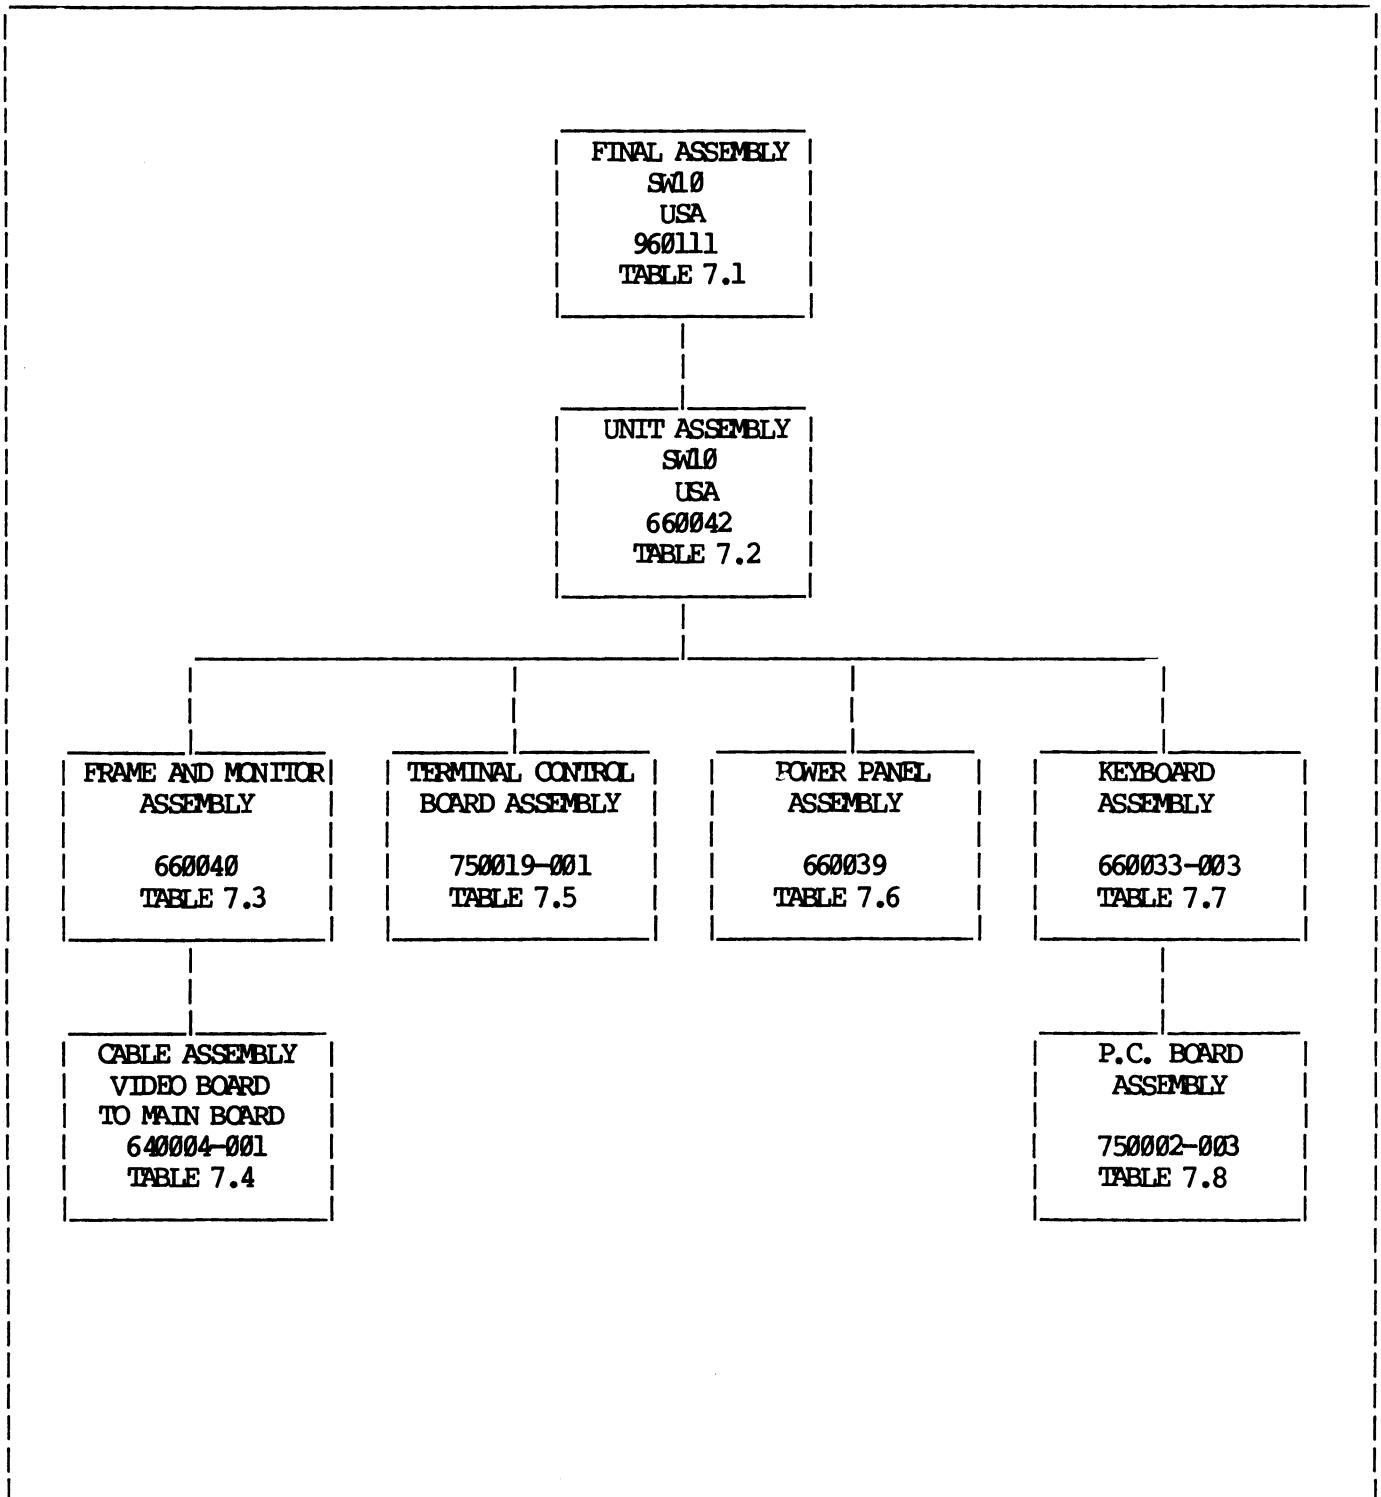 FINAL ASSEMBLY
SW10
USA
960111
TABLE 7.1
UNIT ASSEMBLY
SW10
USA
660042
TABLE 7.2
FRAME AND MONITOR
ASSEMBLY
660040
TABLE 7.3
TERMINAL CONTROL
BOARD ASSEMBLY
750019-001
TABLE 7.5
POWER PANEL
ASSEMBLY
660039
TABLE 7.6
KEYBOARD
ASSEMBLY
660033-003
TABLE 7.7
CABLE ASSEMBLY
VIDEO BOARD
TO MAIN BOARD
640004-001
TABLE 7.4
P.C. BOARD
ASSEMBLY
750002-003
TABLE 7.8